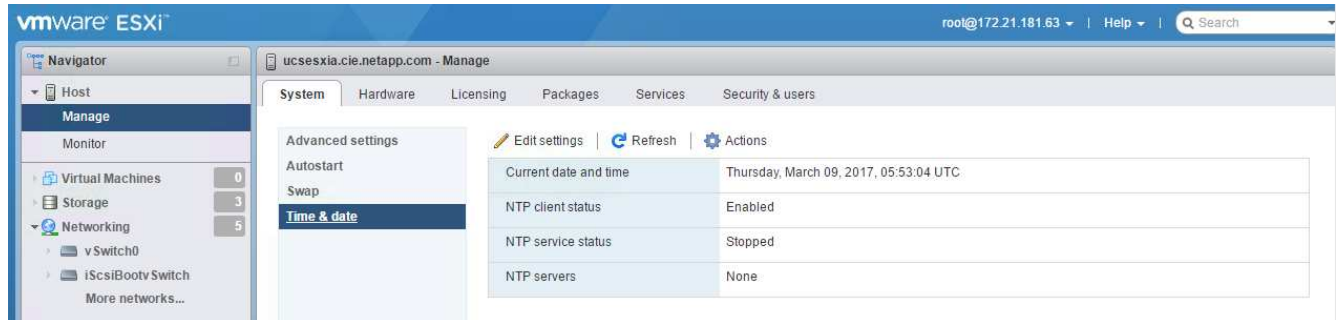 vmware ESXi™
root@172.21.181.63 | Help | Search
Navigator
Host
Manage
Monitor
Virtual Machines 0
Storage 3
Networking 5
vSwitch0
iScsiBootvSwitch
More networks...
ucsesxia.cie.netapp.com - Manage
System Hardware Licensing Packages Services Security & users
Advanced settings
Autostart
Swap
Time & date
Edit settings | Refresh | Actions
Current date and time Thursday, March 09, 2017, 05:53:04 UTC
NTP client status Enabled
NTP service status Stopped
NTP servers None